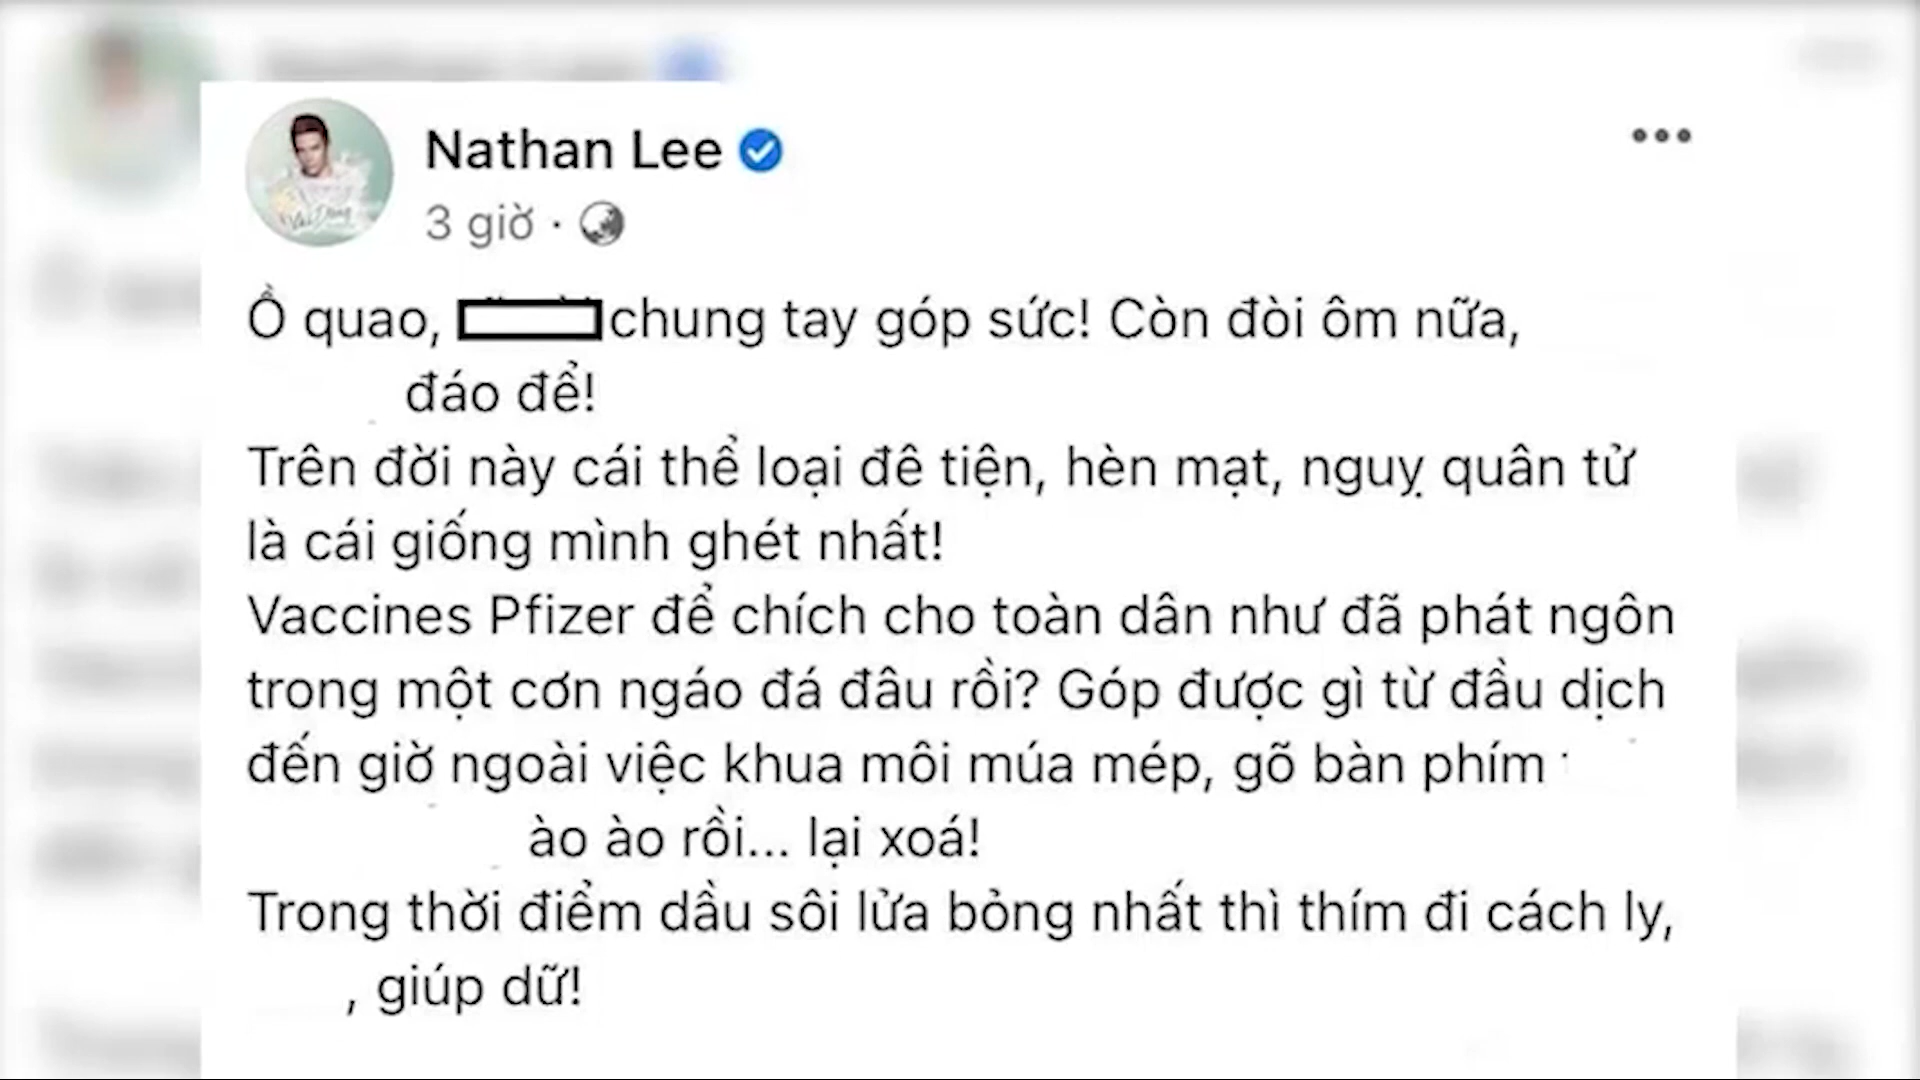 Nathan Lee
3 giờ ·
Ồ quao, chung tay góp sức! Còn đòi ôm nữa,
đáo để!
Trên đời này cái thể loại đê tiện, hèn mạt, nguỵ quân tử
là cái giống mình ghét nhất!
Vaccines Pfizer để chích cho toàn dân như đã phát ngôn
trong một cơn ngáo đá đâu rồi? Góp được gì từ đầu dịch
đến giờ ngoài việc khua môi múa mép, gõ bàn phím
ào ào rồi... lại xoá!
Trong thời điểm dầu sôi lửa bỏng nhất thì thím đi cách ly,
, giúp dữ!